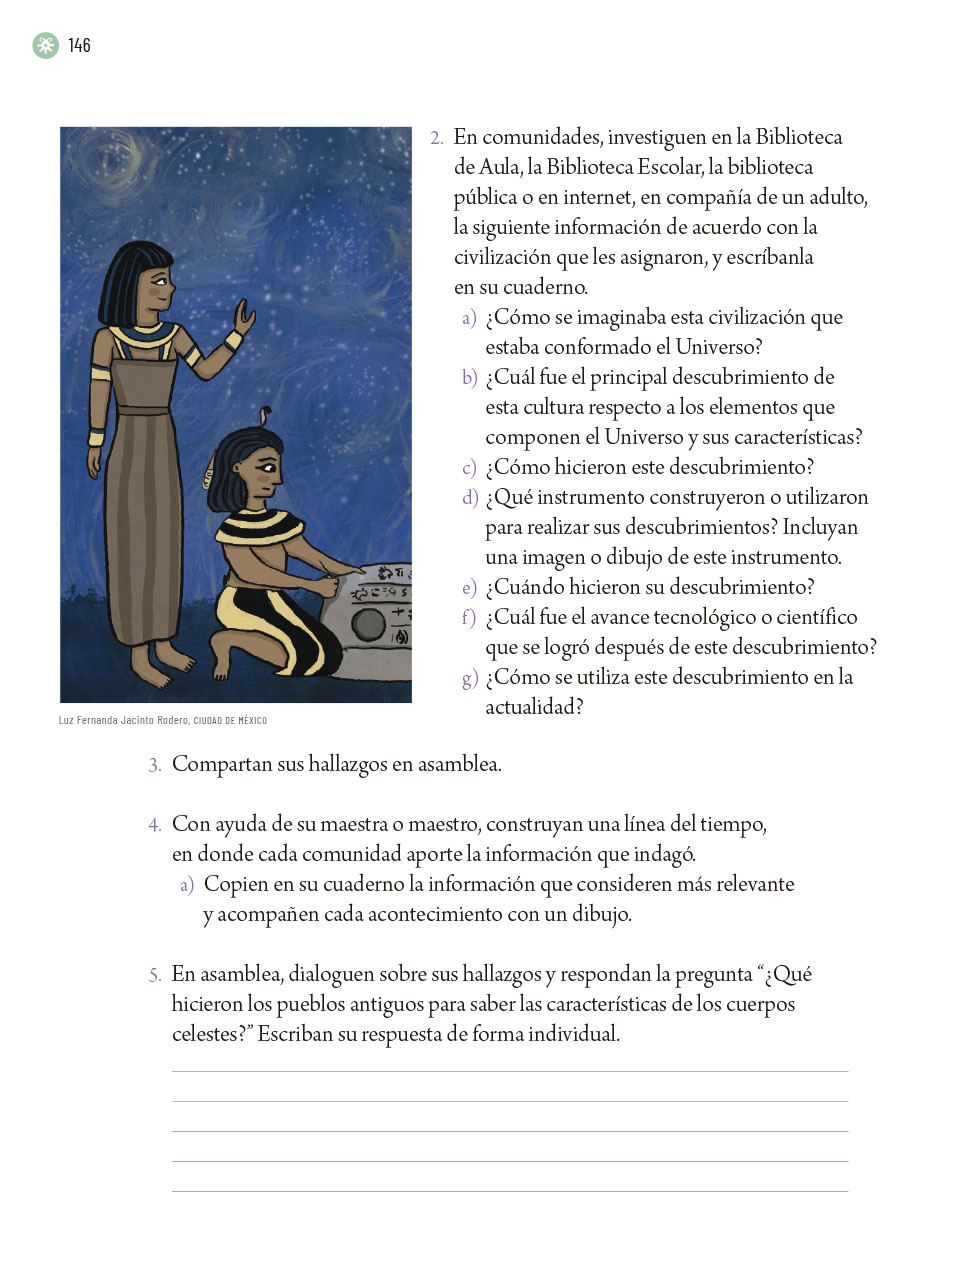 146
2. En comunidades, investiguen en la Biblioteca
de Aula, la Biblioteca Escolar, la biblioteca
pública o en internet, en compañía de un adulto,
la siguiente información de acuerdo con la
civilización que les asignaron, y escríbanla
en su cuaderno.
a) ¿Cómo se imaginaba esta civilización que
estaba conformado el Universo?
b) ¿Cuál fue el principal descubrimiento de
esta cultura respecto a los elementos que
componen el Universo y sus características?
c) ¿Cómo hicieron este descubrimiento?
d) ¿Qué instrumento construyeron o utilizaron
para realizar sus descubrimientos? Incluyan
una imagen o dibujo de este instrumento.
e) ¿Cuándo hicieron su descubrimiento?
f) ¿Cuál fue el avance tecnológico o científico
que se logró después de este descubrimiento?
g) ¿Cómo se utiliza este descubrimiento en la
actualidad?
Luz Fernanda Jacinto Rodero, CIUDAD DE MÉXICO
3. Compartan sus hallazgos en asamblea.
4. Con ayuda de su maestra o maestro, construyan una línea del tiempo,
en donde cada comunidad aporte la información que indagó.
a) Copien en su cuaderno la información que consideren más relevante
y acompañen cada acontecimiento con un dibujo.
5. En asamblea, dialoguen sobre sus hallazgos y respondan la pregunta “¿Qué
hicieron los pueblos antiguos para saber las características de los cuerpos
celestes?” Escriban su respuesta de forma individual.